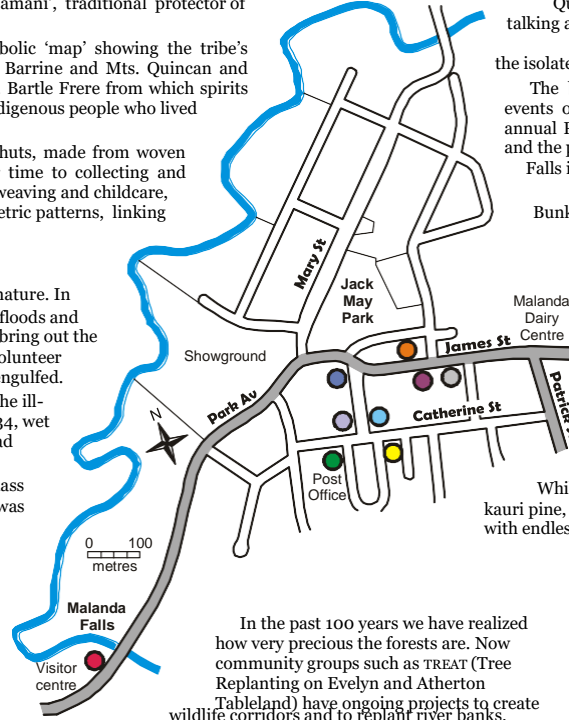 amani', traditional protector of
bolic 'map' showing the tribe's
Barrine and Mts. Quincan and
Bartle Frere from which spirits
digenous people who lived
huts, made from woven
time to collecting and
weaving and childcare,
etric patterns, linking
nature. In
floods and
bring out the
olunteer
engulfed.
he ill-
34, wet
ad
ass
was
Qu
talking a
the isolate
The
events o
annual P
and the p
Falls i
Bunk
Mary St
Jack
May
Park
Malanda
Dairy
Centre
James St
Showground
Park Av
Catherine St
Patrick S
N
Post
Office
0 100
metres
Malanda
Falls
Visitor
centre
Whi
kauri pine,
with endles
In the past 100 years we have realized
how very precious the forests are. Now
community groups such as TREAT (Tree
Replanting on Evelyn and Atherton
Tableland) have ongoing projects to create
wildlife corridors and to replant river banks.